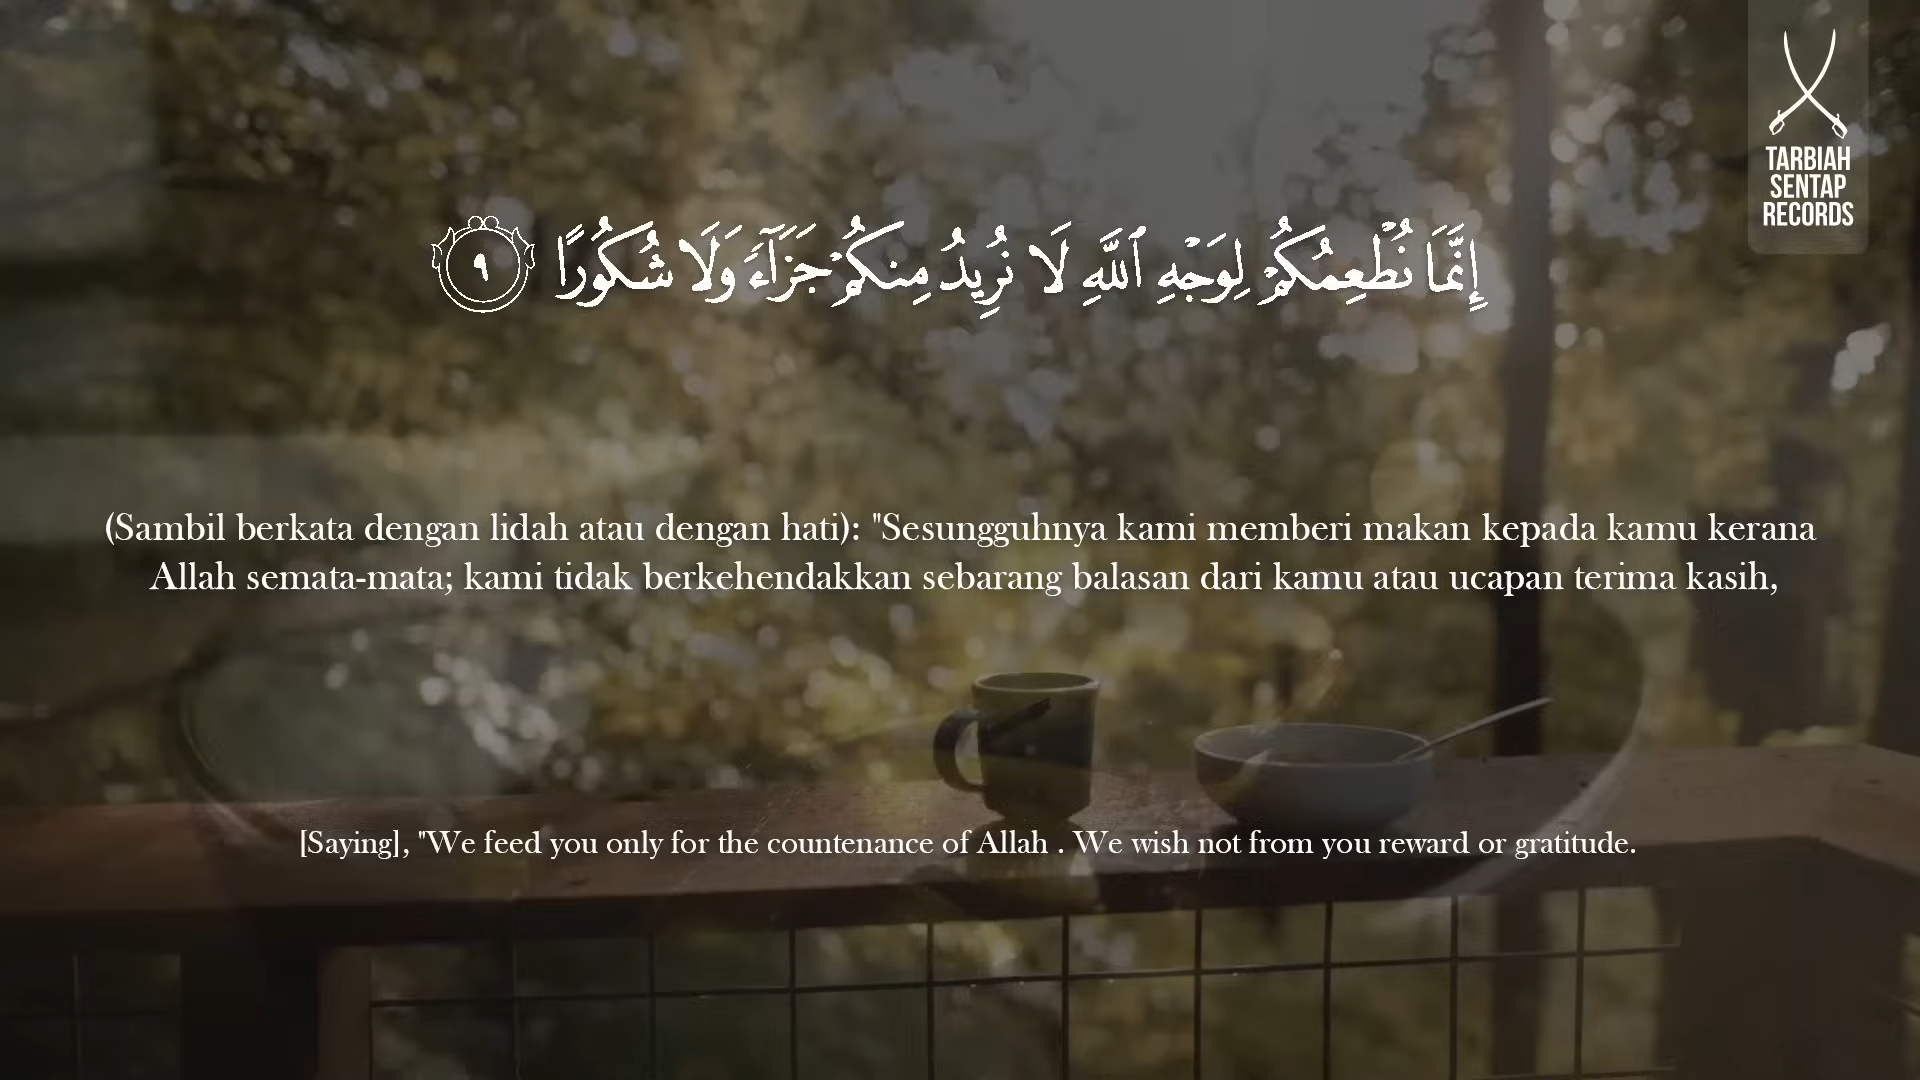 TARBIAH
SENTAP
RECORDS
إِنَّمَا نُطْعِمُكُمْ لِوَجْهِ ٱللَّهِ لَا نُرِيدُ مِنكُمْ جَزَآءً وَلَا شُكُورًا ٩
(Sambil berkata dengan lidah atau dengan hati): "Sesungguhnya kami memberi makan kepada kamu kerana
Allah semata-mata; kami tidak berkehendakkan sebarang balasan dari kamu atau ucapan terima kasih,
[Saying], "We feed you only for the countenance of Allah . We wish not from you reward or gratitude.